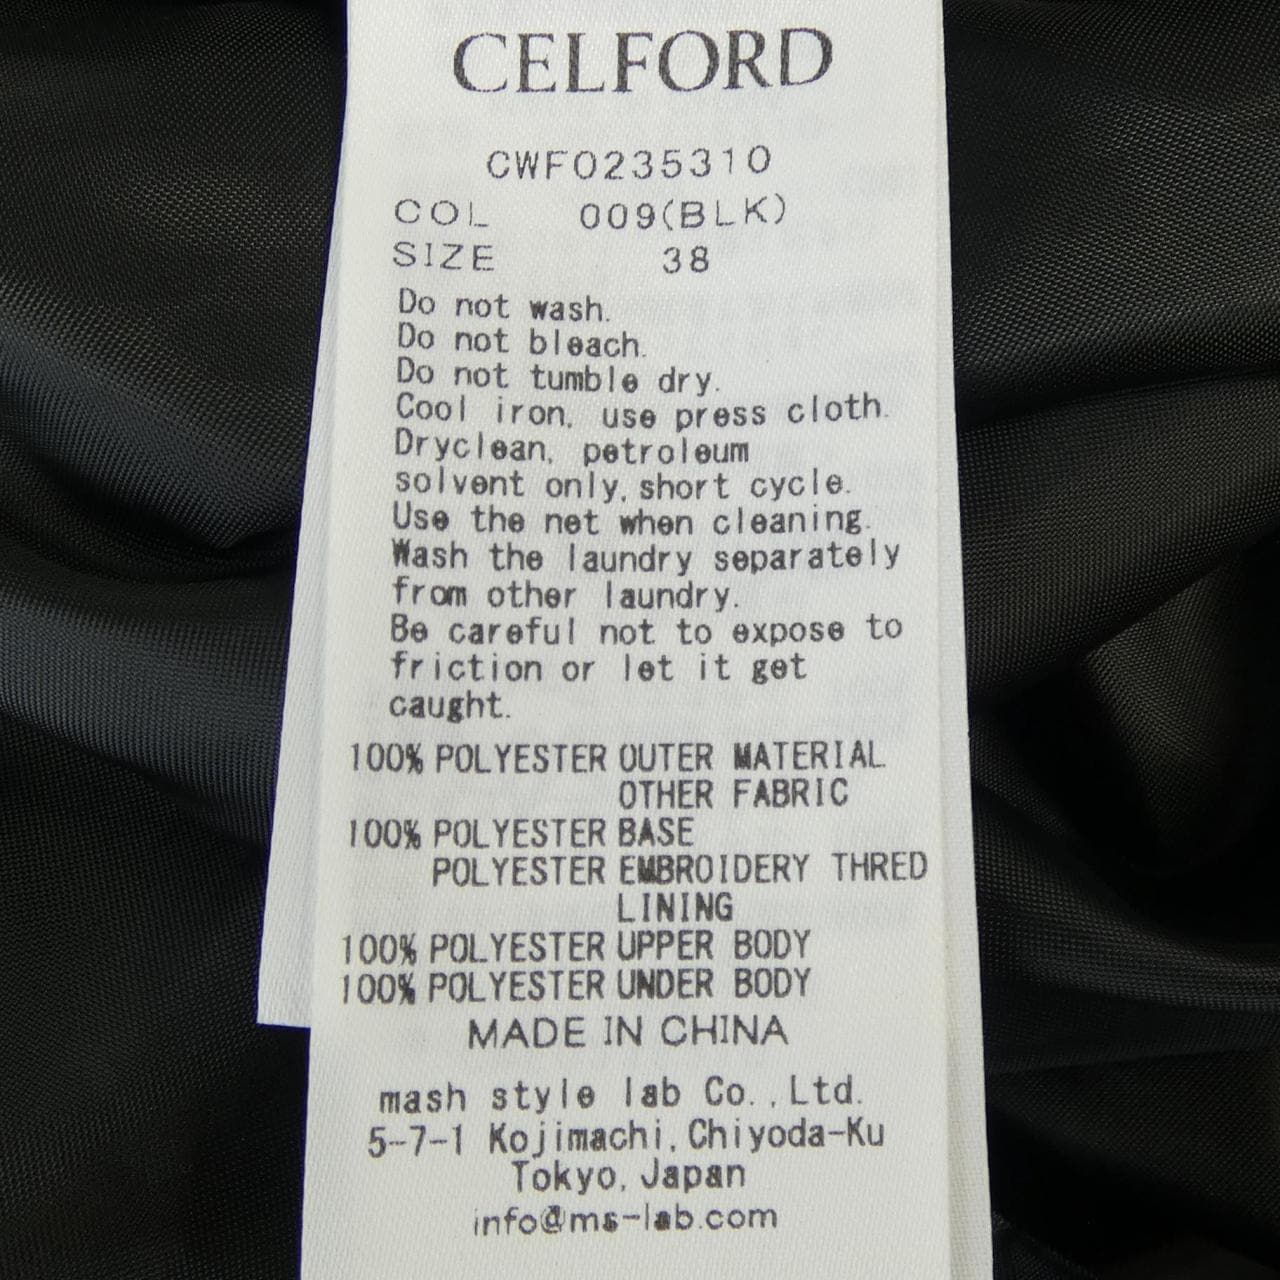 CELFORD
CWFO235310
COL 009(BLK)
SIZE 38
Do not wash.
Do not bleach.
Do not tumble dry.
Cool iron, use press cloth.
Dryclean, petroleum
solvent only, short cycle.
Use the net when cleaning.
Wash the laundry separately
from other laundry.
Be careful not to expose to
friction or let it get
caught.
100% POLYESTER OUTER MATERIAL
OTHER FABRIC
100% POLYESTER BASE
POLYESTER EMBROIDERY THRED
LINING
100% POLYESTER UPPER BODY
100% POLYESTER UNDER BODY
MADE IN CHINA
mash style lab Co.,Ltd.
5-7-1 Kojimachi, Chiyoda-Ku
Tokyo, Japan
info@ms-lab.com